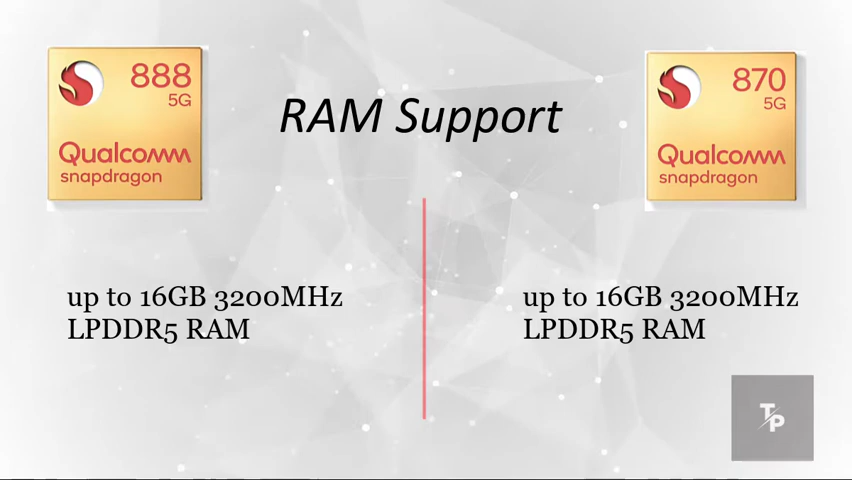 888
5G
Qualcomm
snapdragon
RAM Support
870
5G
Qualcomm
snapdragon
up to 16GB 3200MHz
LPDDR5 RAM
up to 16GB 3200MHz
LPDDR5 RAM
TP